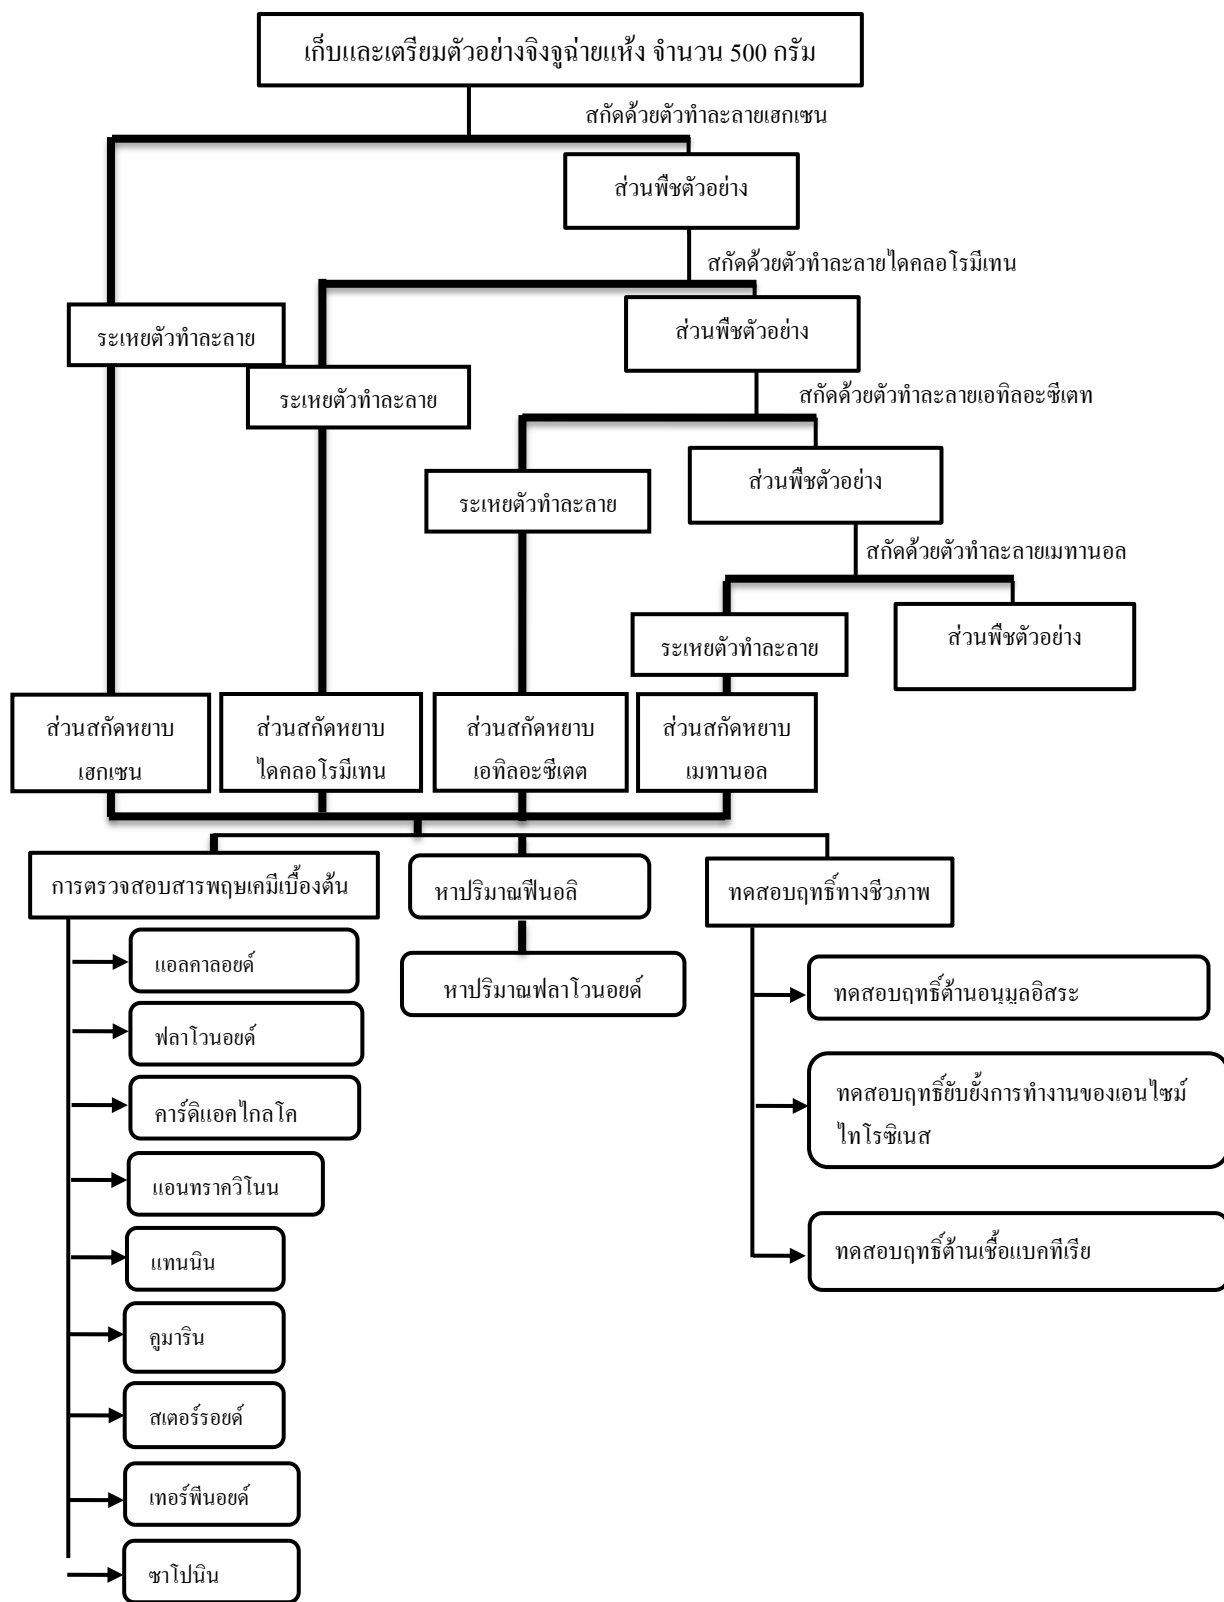 เก็บและเตรียมตัวอย่างจิงจูฉ่ายแห้ง จำนวน 500 กรัม
สกัดด้วยตัวทำละลายเฮกเซน
ส่วนพืชตัวอย่าง
สกัดด้วยตัวทำละลายไดคลอโรมีเทน
ระเหยตัวทำละลาย
ส่วนพืชตัวอย่าง
ระเหยตัวทำละลาย
สกัดด้วยตัวทำละลายเอทิลอะซีเตท
ส่วนพืชตัวอย่าง
ระเหยตัวทำละลาย
สกัดด้วยตัวทำละลายเมทานอล
ส่วนพืชตัวอย่าง
ระเหยตัวทำละลาย
ส่วนสกัดหยาบ
เฮกเซน
ส่วนสกัดหยาบ
ไดคลอโรมีเทน
ส่วนสกัดหยาบ
เอทิลอะซีเตต
ส่วนสกัดหยาบ
เมทานอล
การตรวจสอบสารพฤษเคมีเบื้องต้น
หาปริมาณฟีนอลิ
ทดสอบฤทธิ์ทางชีวภาพ
แอลคาลอยด์
ฟลาโวนอยด์
คาร์ดิแอคไกลโค
แอนทราควิโนน
แทนนิน
คูมาริน
สเตอร์รอยด์
เทอร์พีนอยด์
ซาโปนิน
หาปริมาณฟลาโวนอยด์
ทดสอบฤทธิ์ต้านอนุมูลอิสระ
ทดสอบฤทธิ์ยับยั้งการทำงานของเอนไซม์
ไทโรซิเนส
ทดสอบฤทธิ์ต้านเชื้อแบคทีเรีย